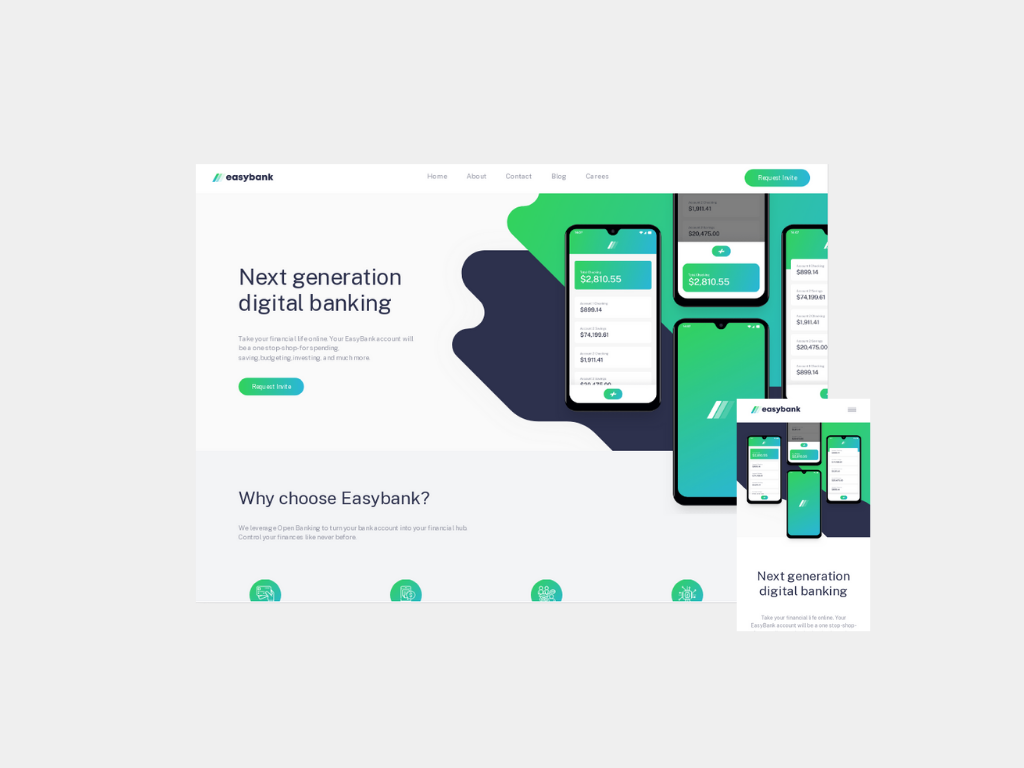 easybank
Home About Contact Blog Carees
Request Invite
Next generation
digital banking
Take your financial life online. Your EasyBank account will
be a one stop-shop-for spending,
saving,budgeting,investing, and much more.
Request Invite
$2,810.55
$899.14
$74,199.61
$1,911.41
$20,475.00
$1,911.41
$20,475.00
$2,810.55
$899.14
$74,199.61
$1,911.41
$20,475.00
$899.14
Why choose Easybank?
We leverage Open Banking to turn your bank account into your financial hub.
Control your finances like never before.
easybank
Next generation
digital banking
Take your financial life online. Your
EasyBank account will be a one stop-shop-